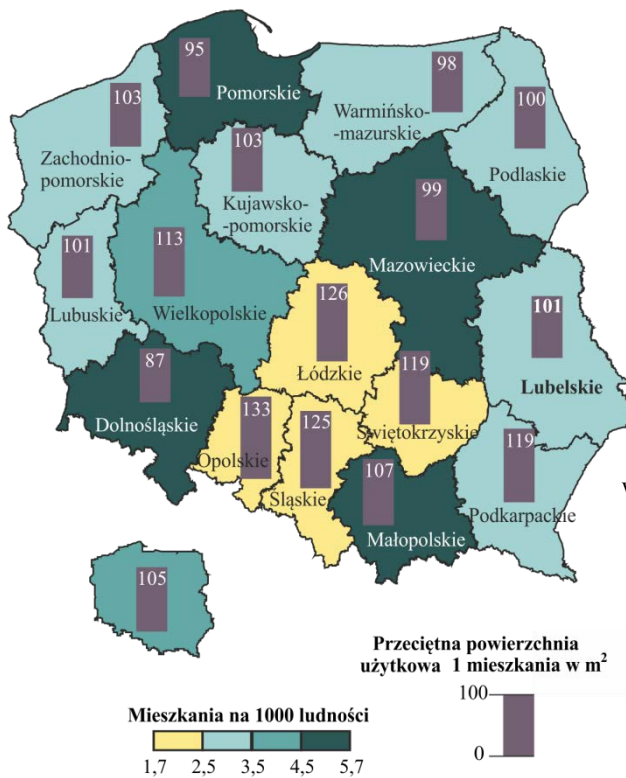 95
Pomorskie
98
Warmińsko-
mazurskie
103
Zachodnio-
pomorskie
100
Podlaskie
103
Kujawsko-
-pomorskie
99
Mazowieckie
101
Lubuskie
113
Wielkopolskie
126
Łódzkie
101
Lubelskie
87
Dolnośląskie
133
Opolskie
125
Śląskie
119
Świętokrzyskie
107
Małopolskie
119
Podkarpackie
105
Przeciętna powierzchnia
użytkowa 1 mieszkania w m²
100
0
Mieszkania na 1000 ludności
1,7 2,5 3,5 4,5 5,7